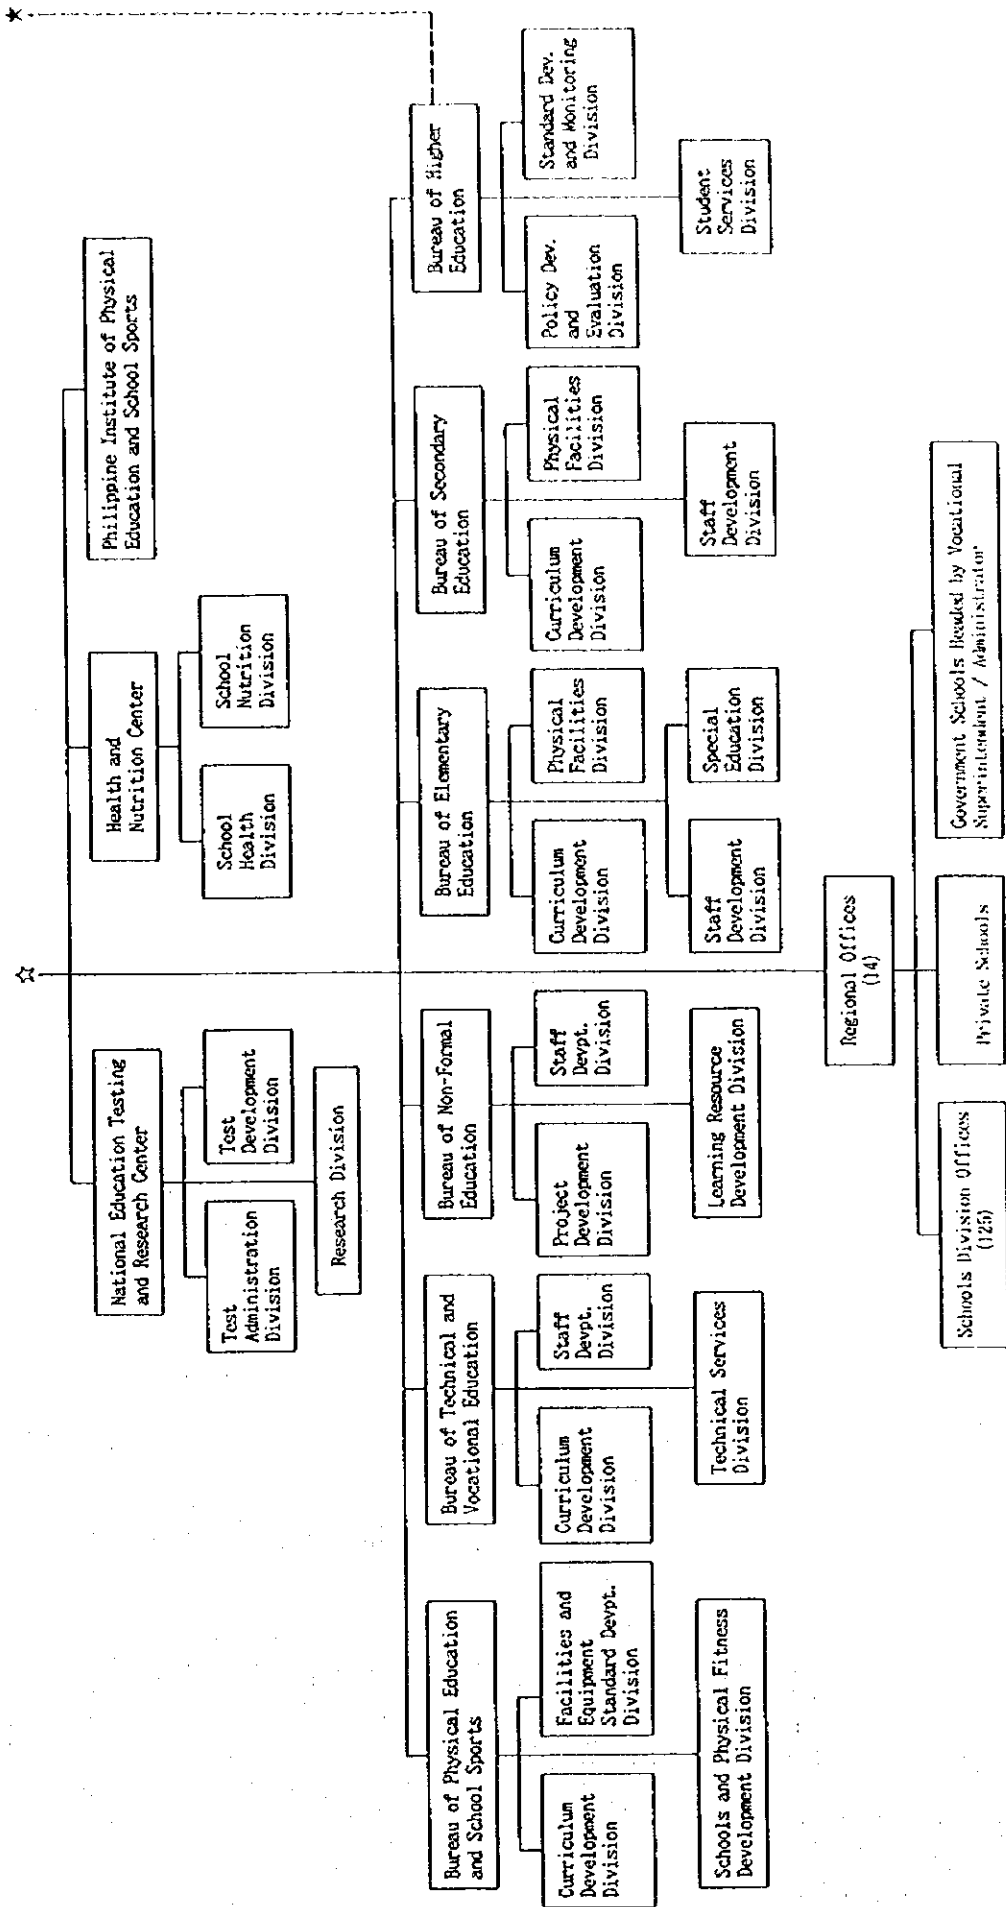 National Education Testing
and Research Center
Health and
Nutrition Center
Philippine Institute of Physical
Education and School Sports
Test
Administration
Division
Test
Development
Division
School
Health
Division
School
Nutrition
Division
Research Division
Bureau of Physical Education
and School Sports
Bureau of Technical and
Vocational Education
Bureau of Non-Formal
Education
Bureau of Elementary
Education
Bureau of Secondary
Education
Bureau of Higher
Education
Curriculum
Development
Division
Facilities and
Equipment
Standard Devpt.
Division
Curriculum
Development
Division
Staff
Devpt.
Division
Project
Development
Division
Staff
Devpt.
Division
Curriculum
Development
Division
Physical
Facilities
Division
Curriculum
Development
Division
Physical
Facilities
Division
Policy Dev.
and
Evaluation
Division
Standard Dev.
and Monitoring
Division
Schools and Physical Fitness
Development Division
Technical Services
Division
Learning Resource
Development Division
Staff
Development
Division
Special
Education
Division
Staff
Development
Division
Student
Services
Division
Regional Offices
(14)
Schools Division Offices
(126)
Private Schools
Government Schools Headed by Vocational
Superintendent / Administrator